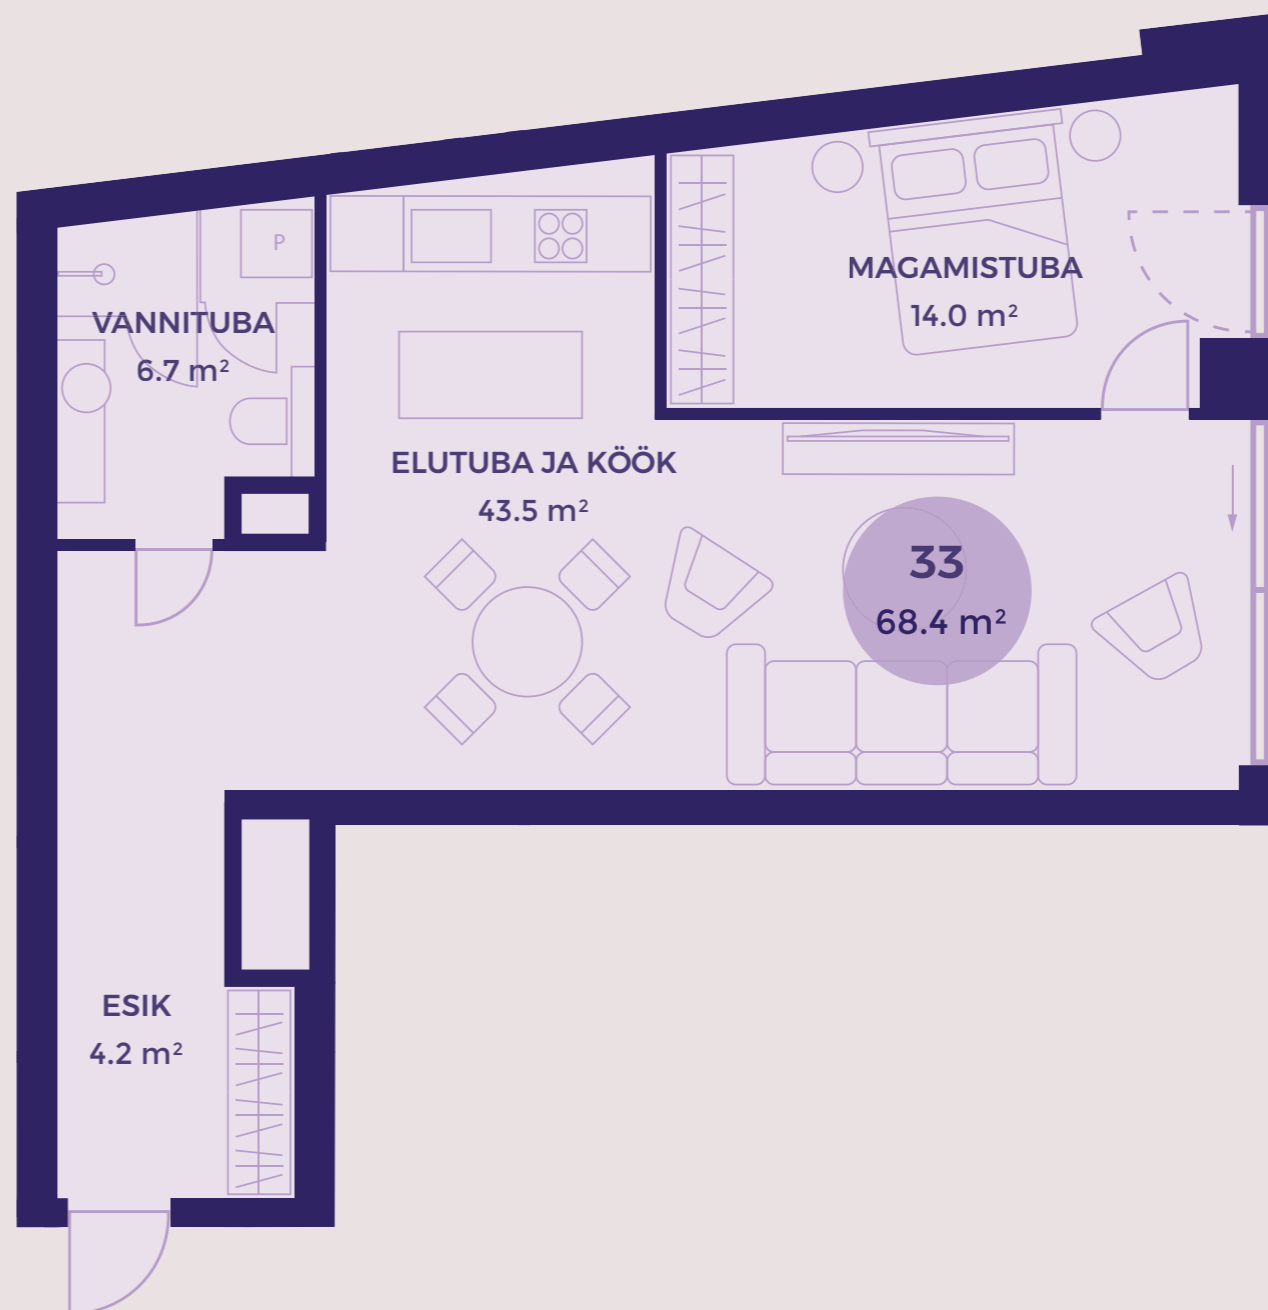 MAGAMISTUBA
14.0 m²
P
VANNITUBA
6.7 m²
ELUTUBA JA KÖÖK
43.5 m²
33
68.4 m²
ESIK
4.2 m²